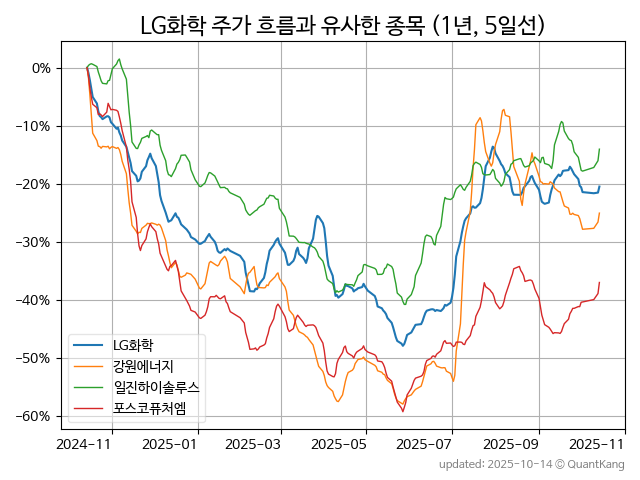 LG화학 주가 흐름과 유사한 종목 (1년, 5일선)
0%
−10%
−20%
−30%
−40%
−50%
−60%
LG화학
강원에너지
일진하이솔루스
포스코퓨처엠
2024-11 2025-01 2025-03 2025-05 2025-07 2025-09 2025-11
updated: 2025-10-14 © QuantKang